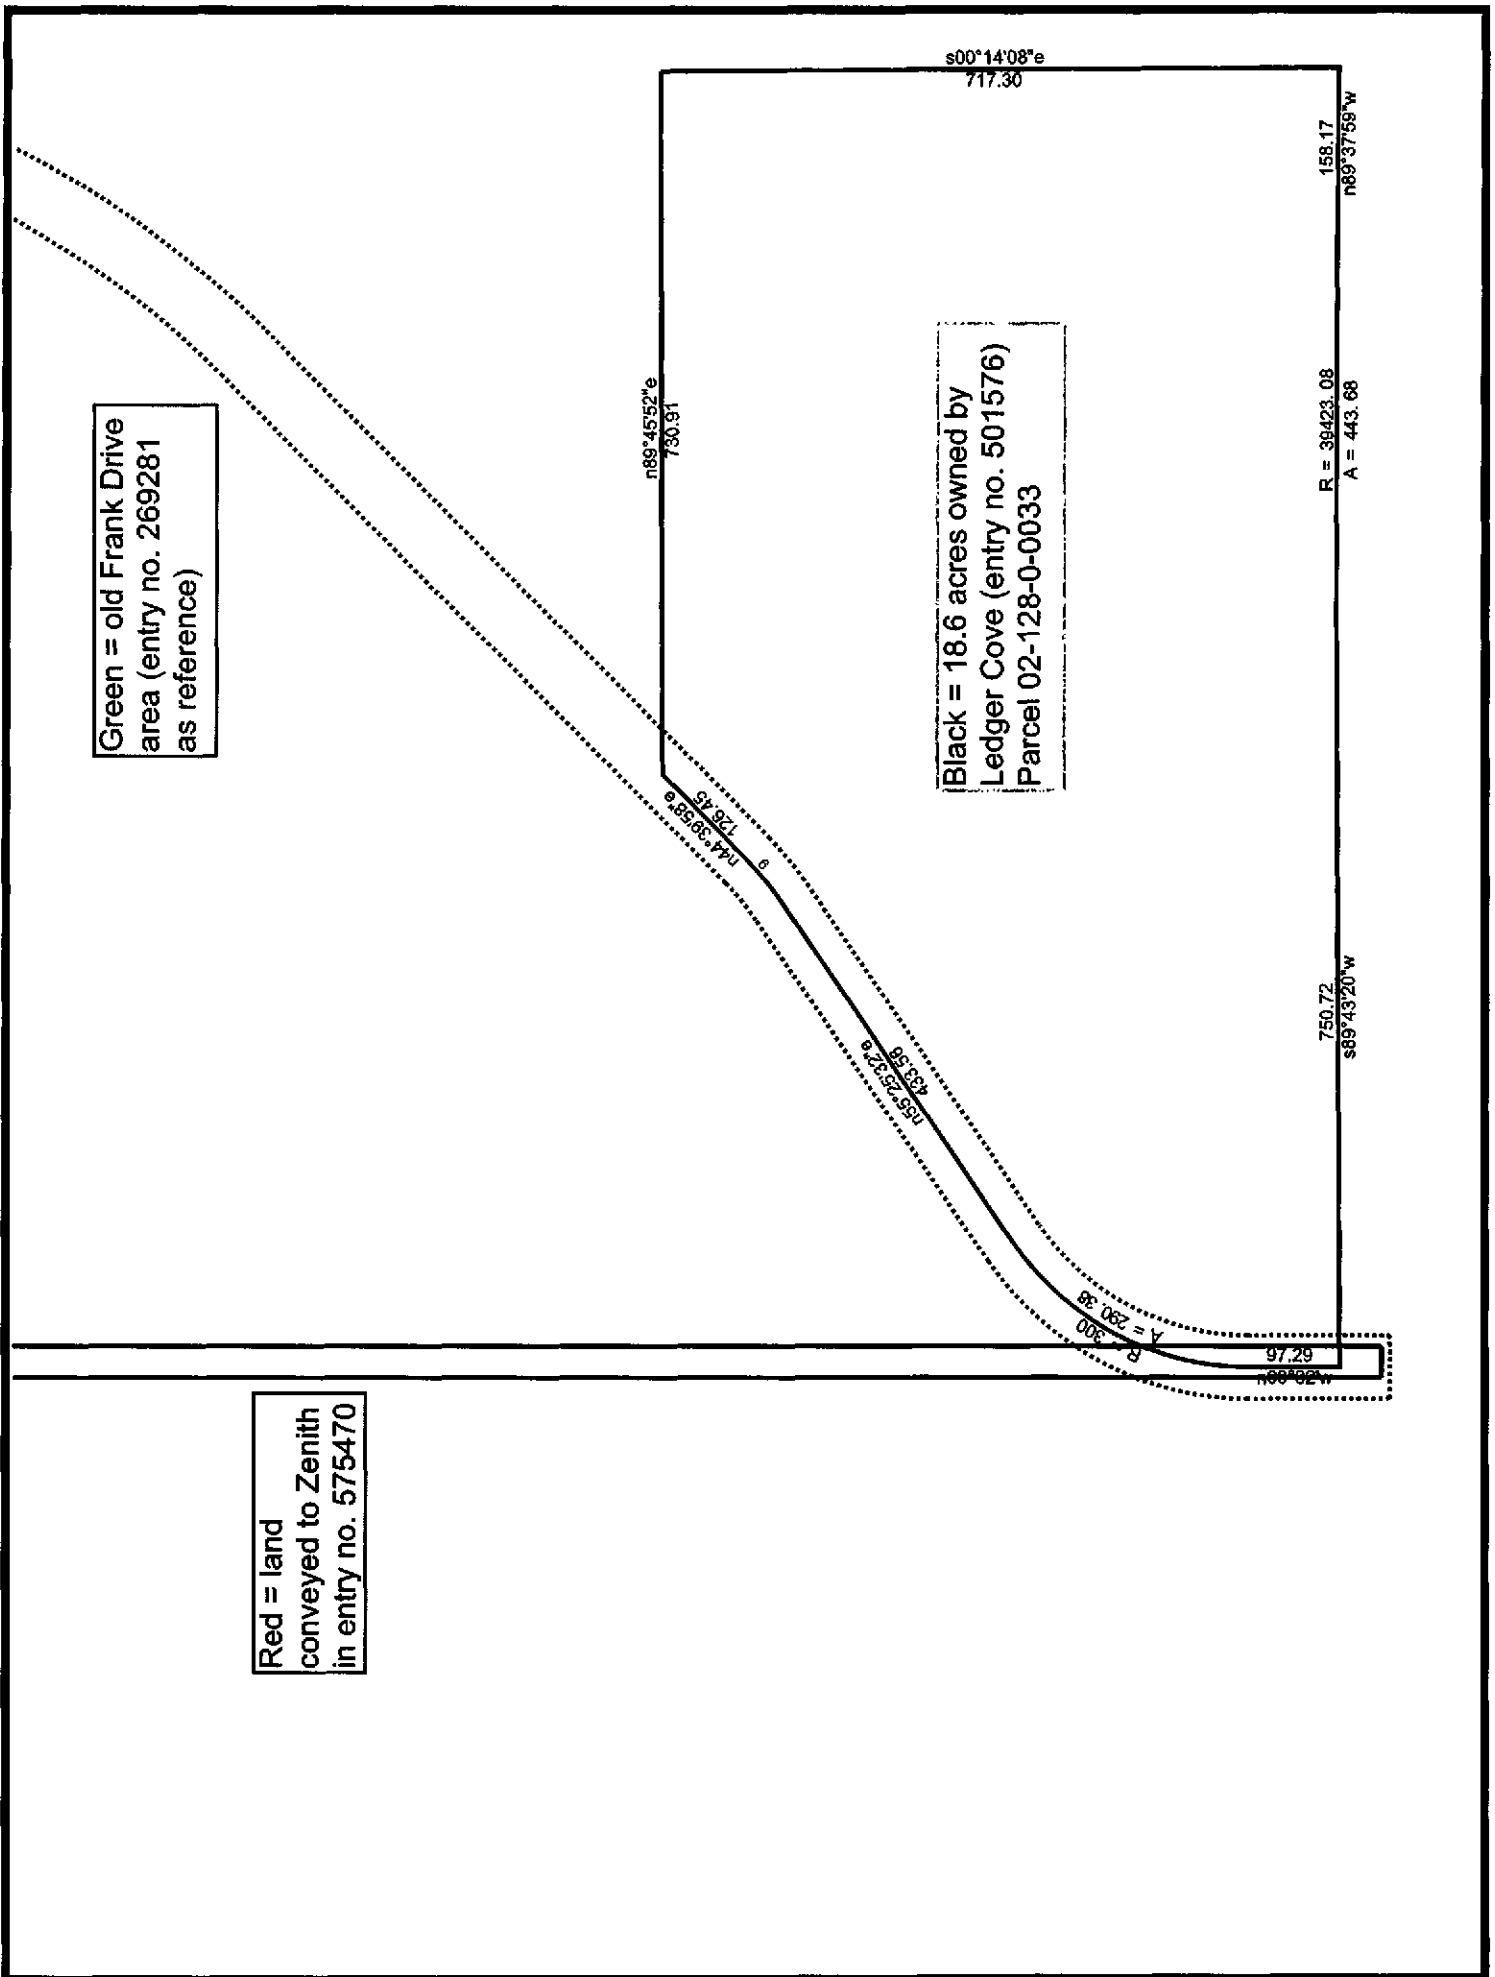 s00°14'08"e
717.30
158.17
n89°37'59"w
n89°45'52"e
730.91
R = 39423.08
A = 443.68
Green = old Frank Drive
area (entry no. 269281
as reference)
Black = 18.6 acres owned by
Ledger Cove (entry no. 501576)
Parcel 02-128-0-0033
n44°39'58"e
126.45
9
n55°25'32"e
433.56
750.72
s89°43'20"w
R = 300
A = 290.38
97.29
Red = land
conveyed to Zenith
in entry no. 575470